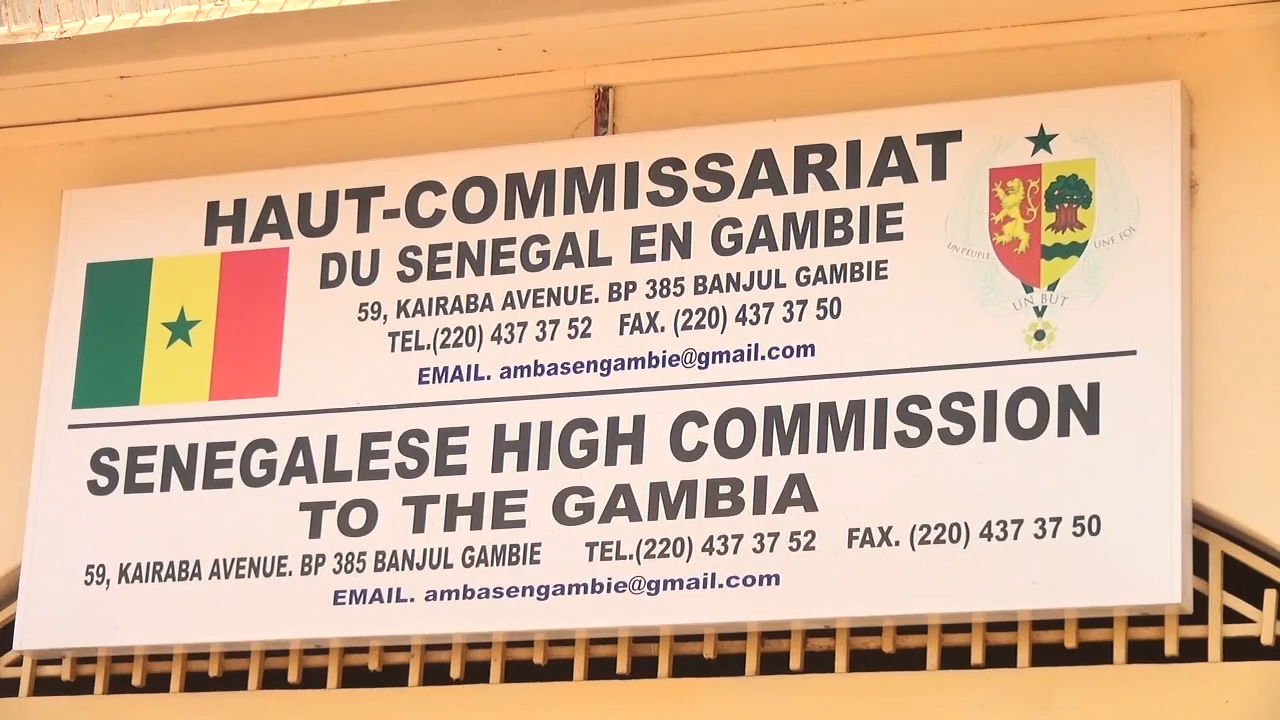 HAUT-COMMISSARIAT
DU SENEGAL EN GAMBIE
59, KAIRABA AVENUE. BP 385 BANJUL GAMBIE
TEL.(220) 437 37 52 FAX. (220) 437 37 50
EMAIL. ambasengambie@gmail.com
UN PEUPLE
UN BUT
UNE FOI
SENEGALESE HIGH COMMISSION
TO THE GAMBIA
59, KAIRABA AVENUE. BP 385 BANJUL GAMBIE TEL.(220) 437 37 52 FAX. (220) 437 37 50
EMAIL. ambasengambie@gmail.com